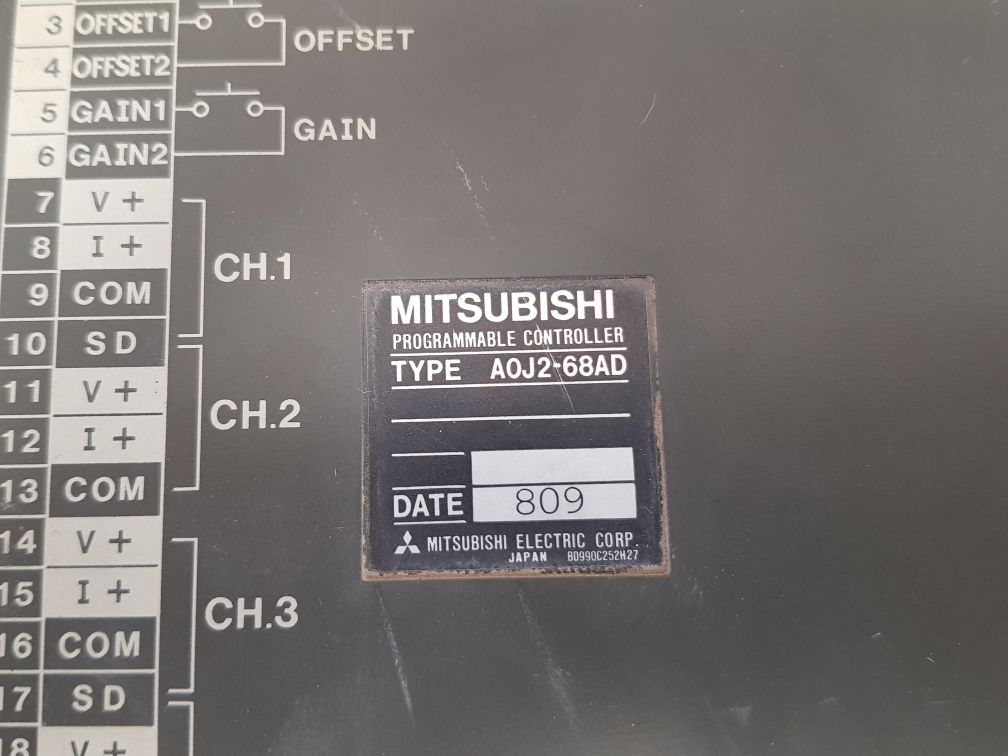 3 OFFSET1
OFFSET
4 OFFSET2
5 GAIN1
GAIN
6 GAIN2
7 V +
8 I +
CH.1
9 COM
10 SD
11 V +
CH.2
12 I +
13 COM
14 V +
15 I +
CH.3
16 COM
17 SD
18 V +
MITSUBISHI
PROGRAMMABLE CONTROLLER
TYPE A0J2-68AD
DATE 809
MITSUBISHI ELECTRIC CORP.
JAPAN BD990C252H27